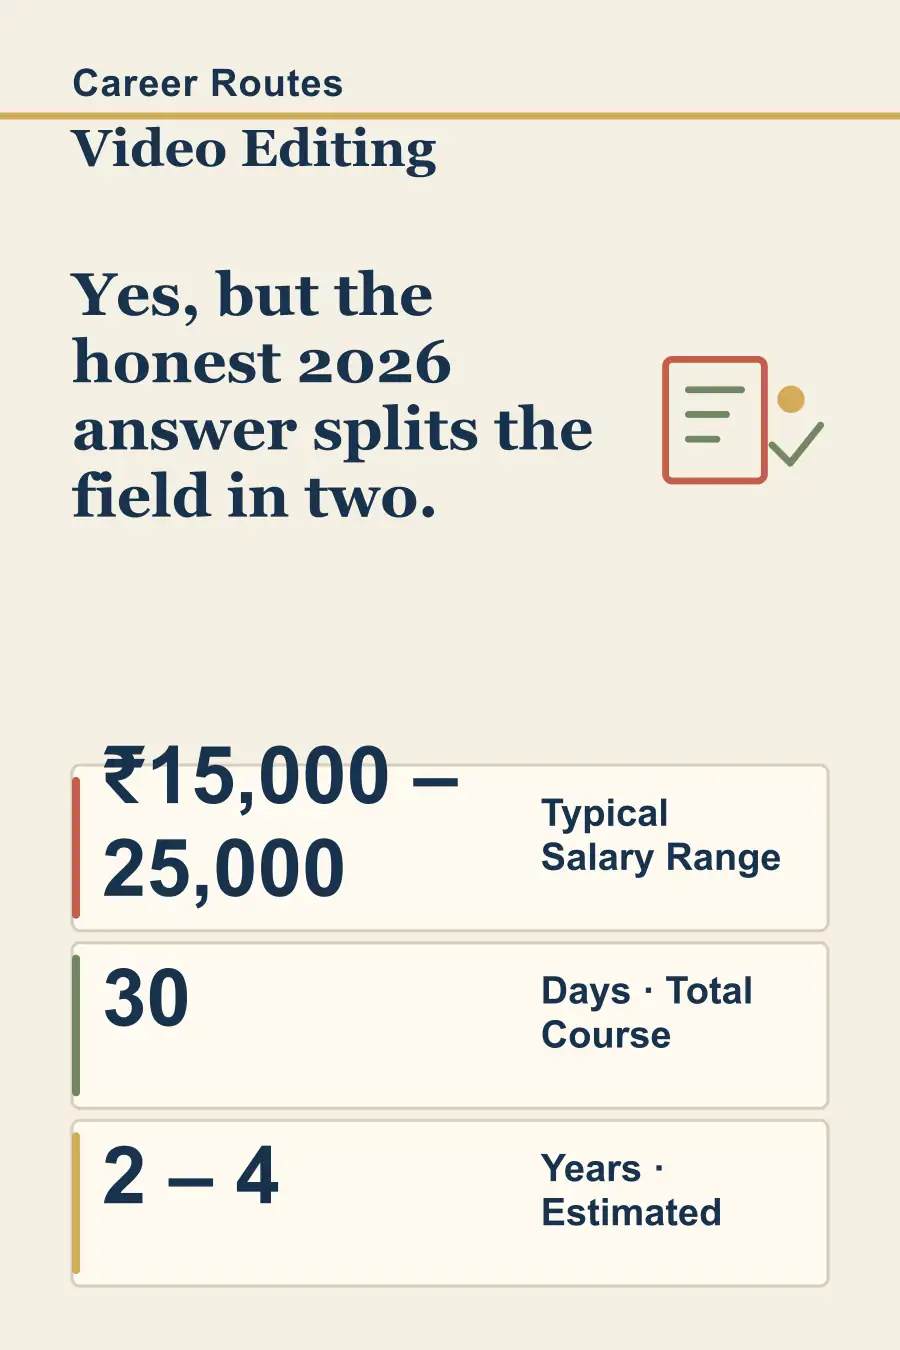 Career Routes
Video Editing
Yes, but the
honest 2026
answer splits the
field in two.
₹15,000 –
25,000
Typical
Salary Range
30
Days · Total
Course
2 – 4
Years ·
Estimated